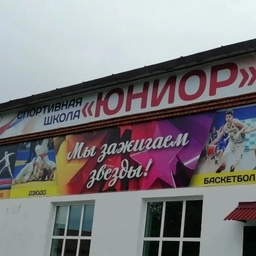 СПОРТИВНАЯ
ШКОЛА «ЮНИОР»
Мы зажигаем
звезды!
ДЗЮДО
БАСКЕТБОЛ